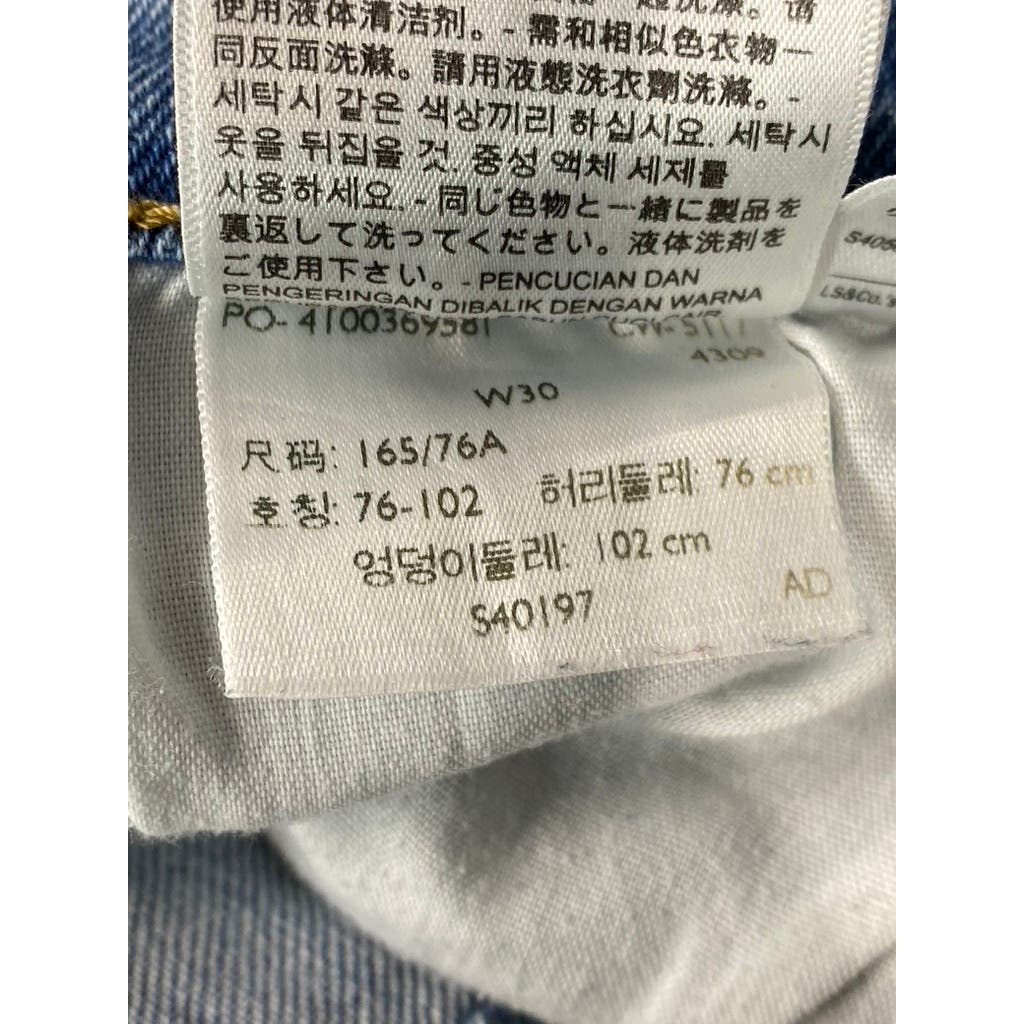 使用液体清洁剂。- 需和相似色衣物一
同反面洗滌。請用液態洗衣劑洗滌。-
세탁시 같은 색상끼리 하십시요. 세탁시
옷을 뒤집을 것. 중성 액체 세제를
사용하세요. - 同じ色物と一緒に製品を
裏返して洗ってください。液体洗剤を
ご使用下さい。- PENCUCIAN DAN
PENGERINGAN DIBALIK DENGAN WARNA
PO- 4100369581
4309
W30
尺码: 165/76A
호칭: 76-102 허리둘레: 76 cm
엉덩이둘레: 102 cm
S40197 AD
LS&Co.